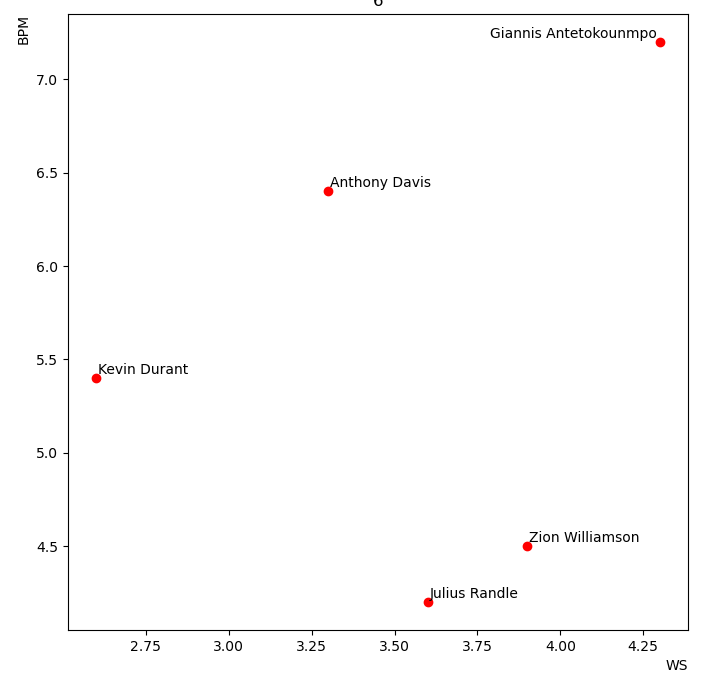 6
BPM
Giannis Antetokounmpo
7.0
Anthony Davis
6.5
6.0
Kevin Durant
5.5
5.0
Zion Williamson
4.5
Julius Randle
2.75 3.00 3.25 3.50 3.75 4.00 4.25
WS